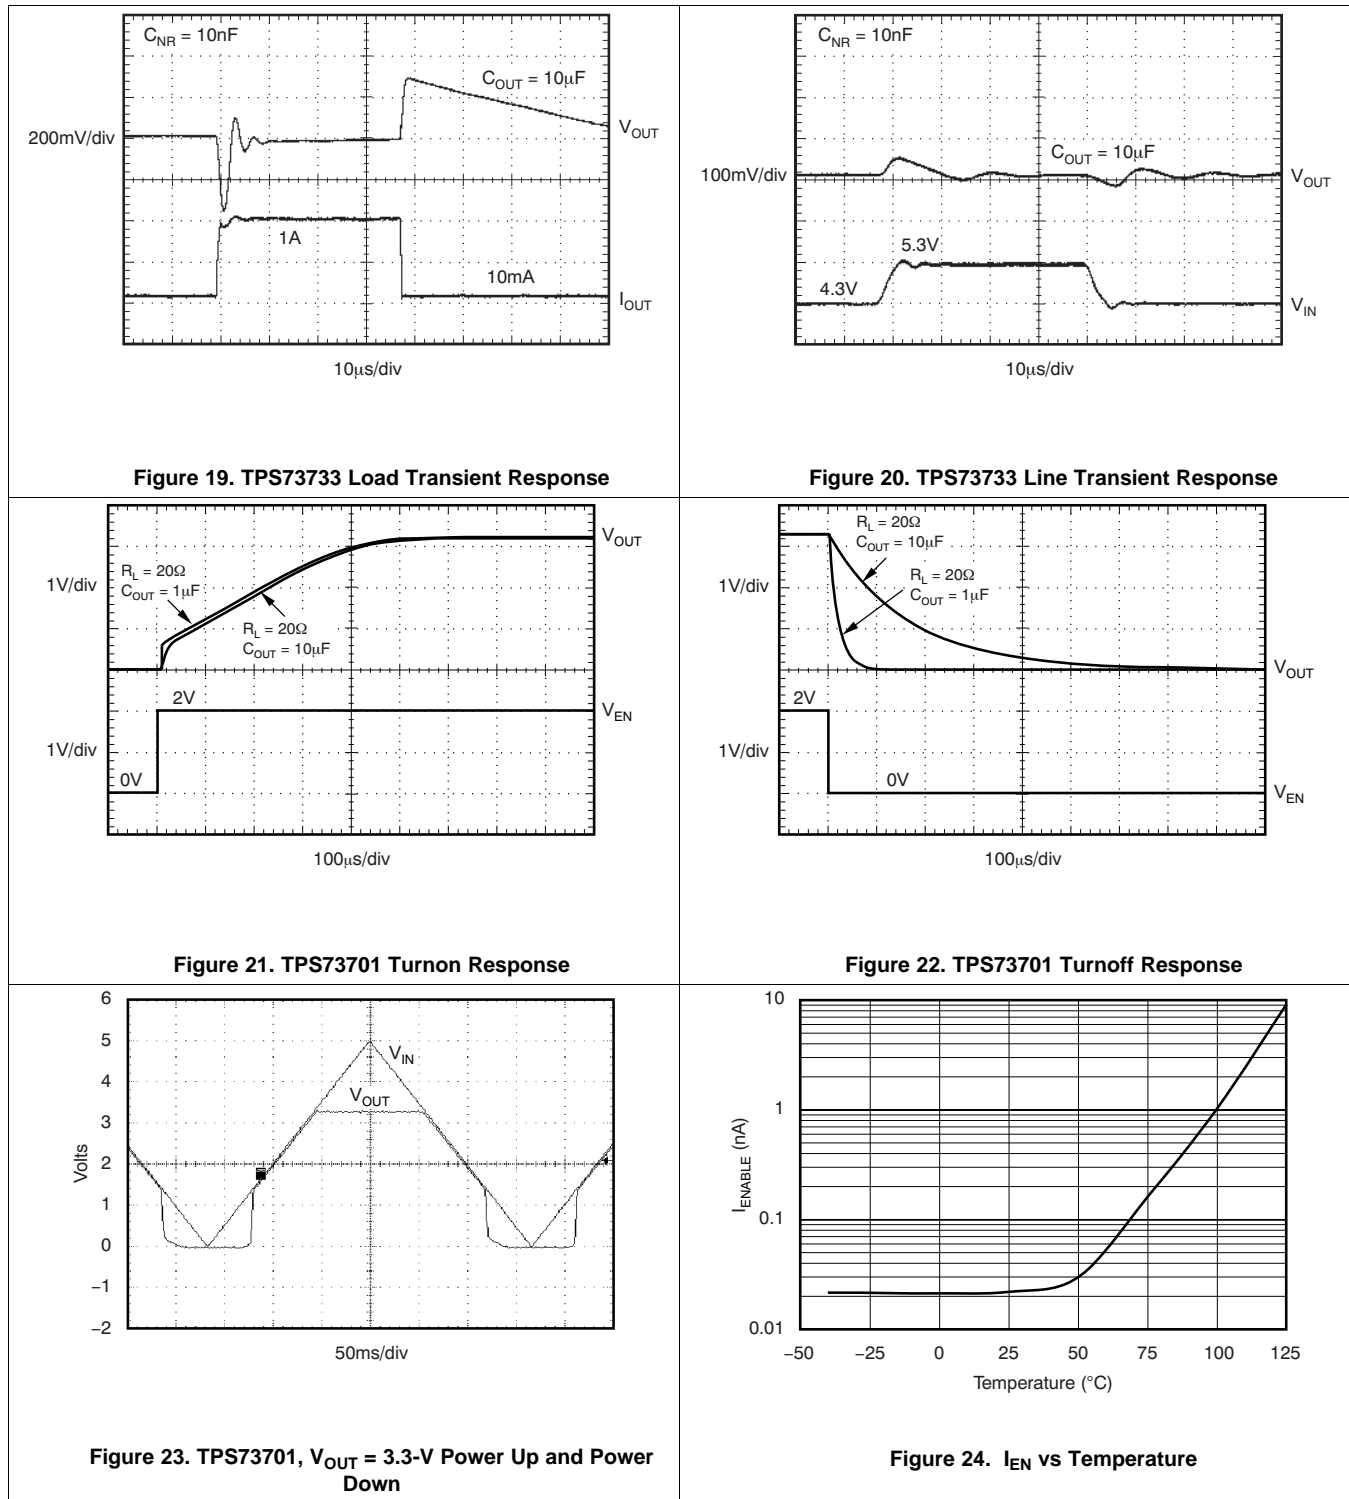 C_NR = 10nF
C_OUT = 10µF
200mV/div
V_OUT
1A
10mA
I_OUT
10µs/div
Figure 19. TPS73733 Load Transient Response
C_NR = 10nF
C_OUT = 10µF
100mV/div
V_OUT
5.3V
4.3V
V_IN
10µs/div
Figure 20. TPS73733 Line Transient Response
V_OUT
1V/div
R_L = 20Ω
C_OUT = 1µF
R_L = 20Ω
C_OUT = 10µF
2V
V_EN
1V/div
0V
100µs/div
Figure 21. TPS73701 Turnon Response
R_L = 20Ω
C_OUT = 10µF
R_L = 20Ω
C_OUT = 1µF
1V/div
V_OUT
2V
1V/div
0V
V_EN
100µs/div
Figure 22. TPS73701 Turnoff Response
6
5
4
3
2
1
0
−1
−2
Volts
V_IN
V_OUT
50ms/div
Figure 23. TPS73701, V_OUT = 3.3-V Power Up and Power
Down
10
1
0.1
0.01
I_ENABLE (nA)
−50 −25 0 25 50 75 100 125
Temperature (°C)
Figure 24. I_EN vs Temperature